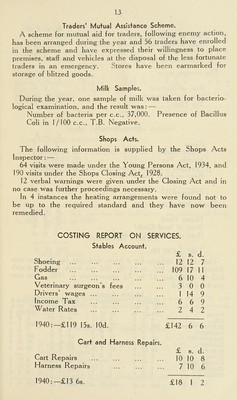 13
Traders' Mutual Assistance Scheme.
A scheme for mutual aid for traders, following enemy action,
has been arranged during the year and 56 traders have enrolled
in the scheme and have expressed their willingness to place
premises, staff and vehicles at the disposal of the less fortunate
traders in an emergency. Stores have been earmarked for
storage of blitzed goods.
Milk Samples.
During the year, one sample of milk was taken for bacterio-
logical examination, and the result was:—
Number of bacteria per c.c., 37,000. Presence of Bacillus
Coli in 1/100 c.c., T.B. Negative.
Shops Acts.
The following information is supplied by the Shops Acts
Inspector:—
64 visits were made under the Young Persons Act, 1934, and
190 visits under the Shops Closing Act, 1928.
12 verbal warnings were given under the Closing Act and in
no case was further proceedings necessary.
In 4 instances the heating arrangements were found not to
be up to the required standard and they have now been
remedied.
COSTING REPORT ON SERVICES.
Stables Account.
£ s. d.
Shoeing ... ... ... ... ... 12 12 7
Fodder ... ... ... ... ... 109 17 11
Gas ... ... ... ... ... 6 10 4
Veterinary surgeon's fees ... ... ... 3 0 0
Drivers' wages ... ... ... ... 1 14 9
Income Tax ... ... ... ... 6 6 9
Water Rates ... ... ... ... 2 4 2
1940:—£119 15s. 10d. £142 6 6
Cart and Harness Repairs.
£ s. d.
Cart Repairs ... ... ... ... 10 10 8
Harness Repairs ... ... ... ... 7 10 6
1940:—£13 6s. £18 1 2